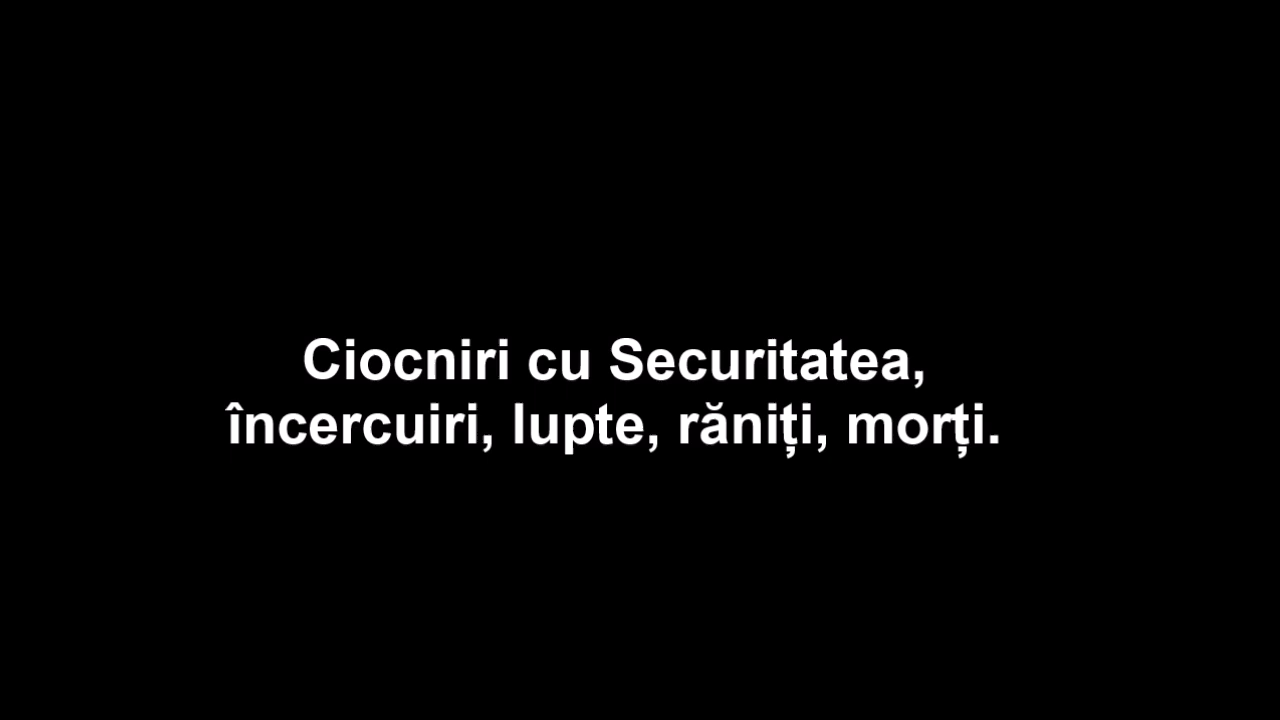 Ciocniri cu Securitatea,
încercuiri, lupte, răniți, morți.